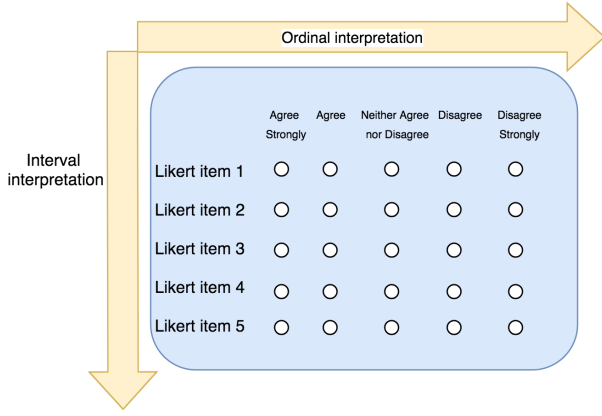 Ordinal interpretation
Interval
interpretation
Agree
Strongly
Agree
Neither Agree
nor Disagree
Disagree
Disagree
Strongly
Likert item 1
Likert item 2
Likert item 3
Likert item 4
Likert item 5